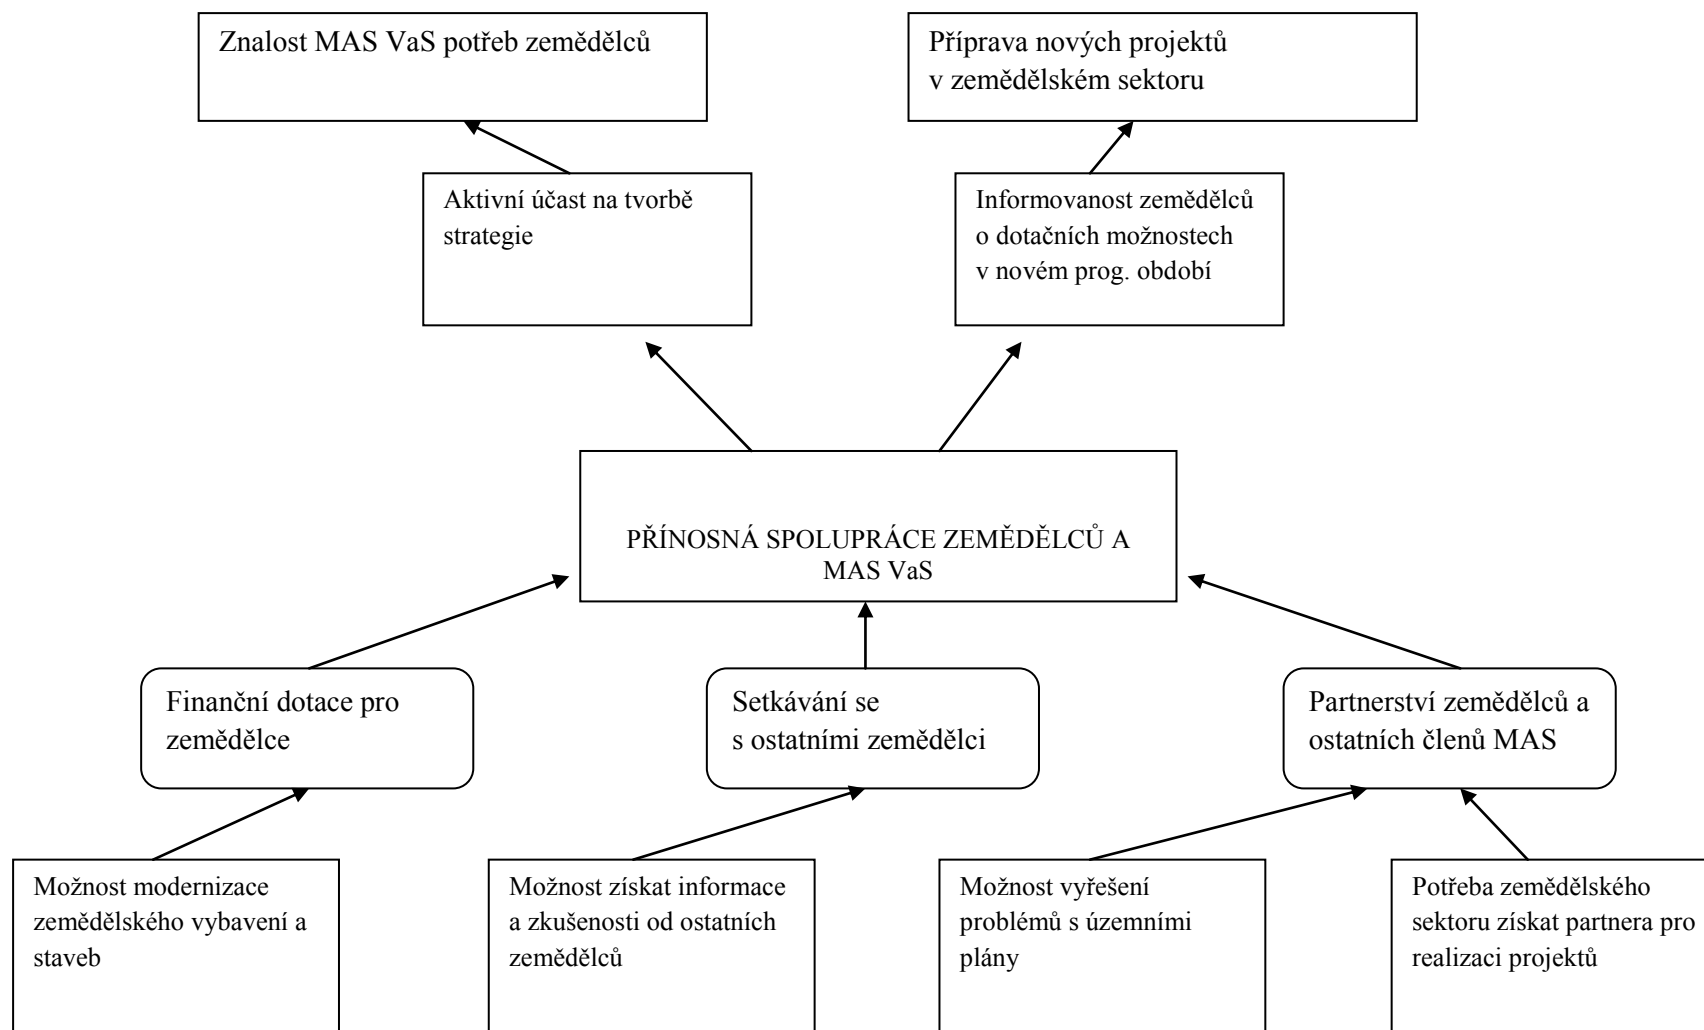 Znalost MAS VaS potřeb zemědělců
Příprava nových projektů
v zemědělském sektoru
Aktivní účast na tvorbě
strategie
Informovanost zemědělců
o dotačních možnostech
v novém prog. období
PŘÍNOSNÁ SPOLUPRÁCE ZEMĚDĚLCŮ A
MAS VaS
Finanční dotace pro
zemědělce
Setkávání se
s ostatními zemědělci
Partnerství zemědělců a
ostatních členů MAS
Možnost modernizace
zemědělského vybavení a
staveb
Možnost získat informace
a zkušenosti od ostatních
zemědělců
Možnost vyřešení
problémů s územními
plány
Potřeba zemědělského
sektoru získat partnera pro
realizaci projektů